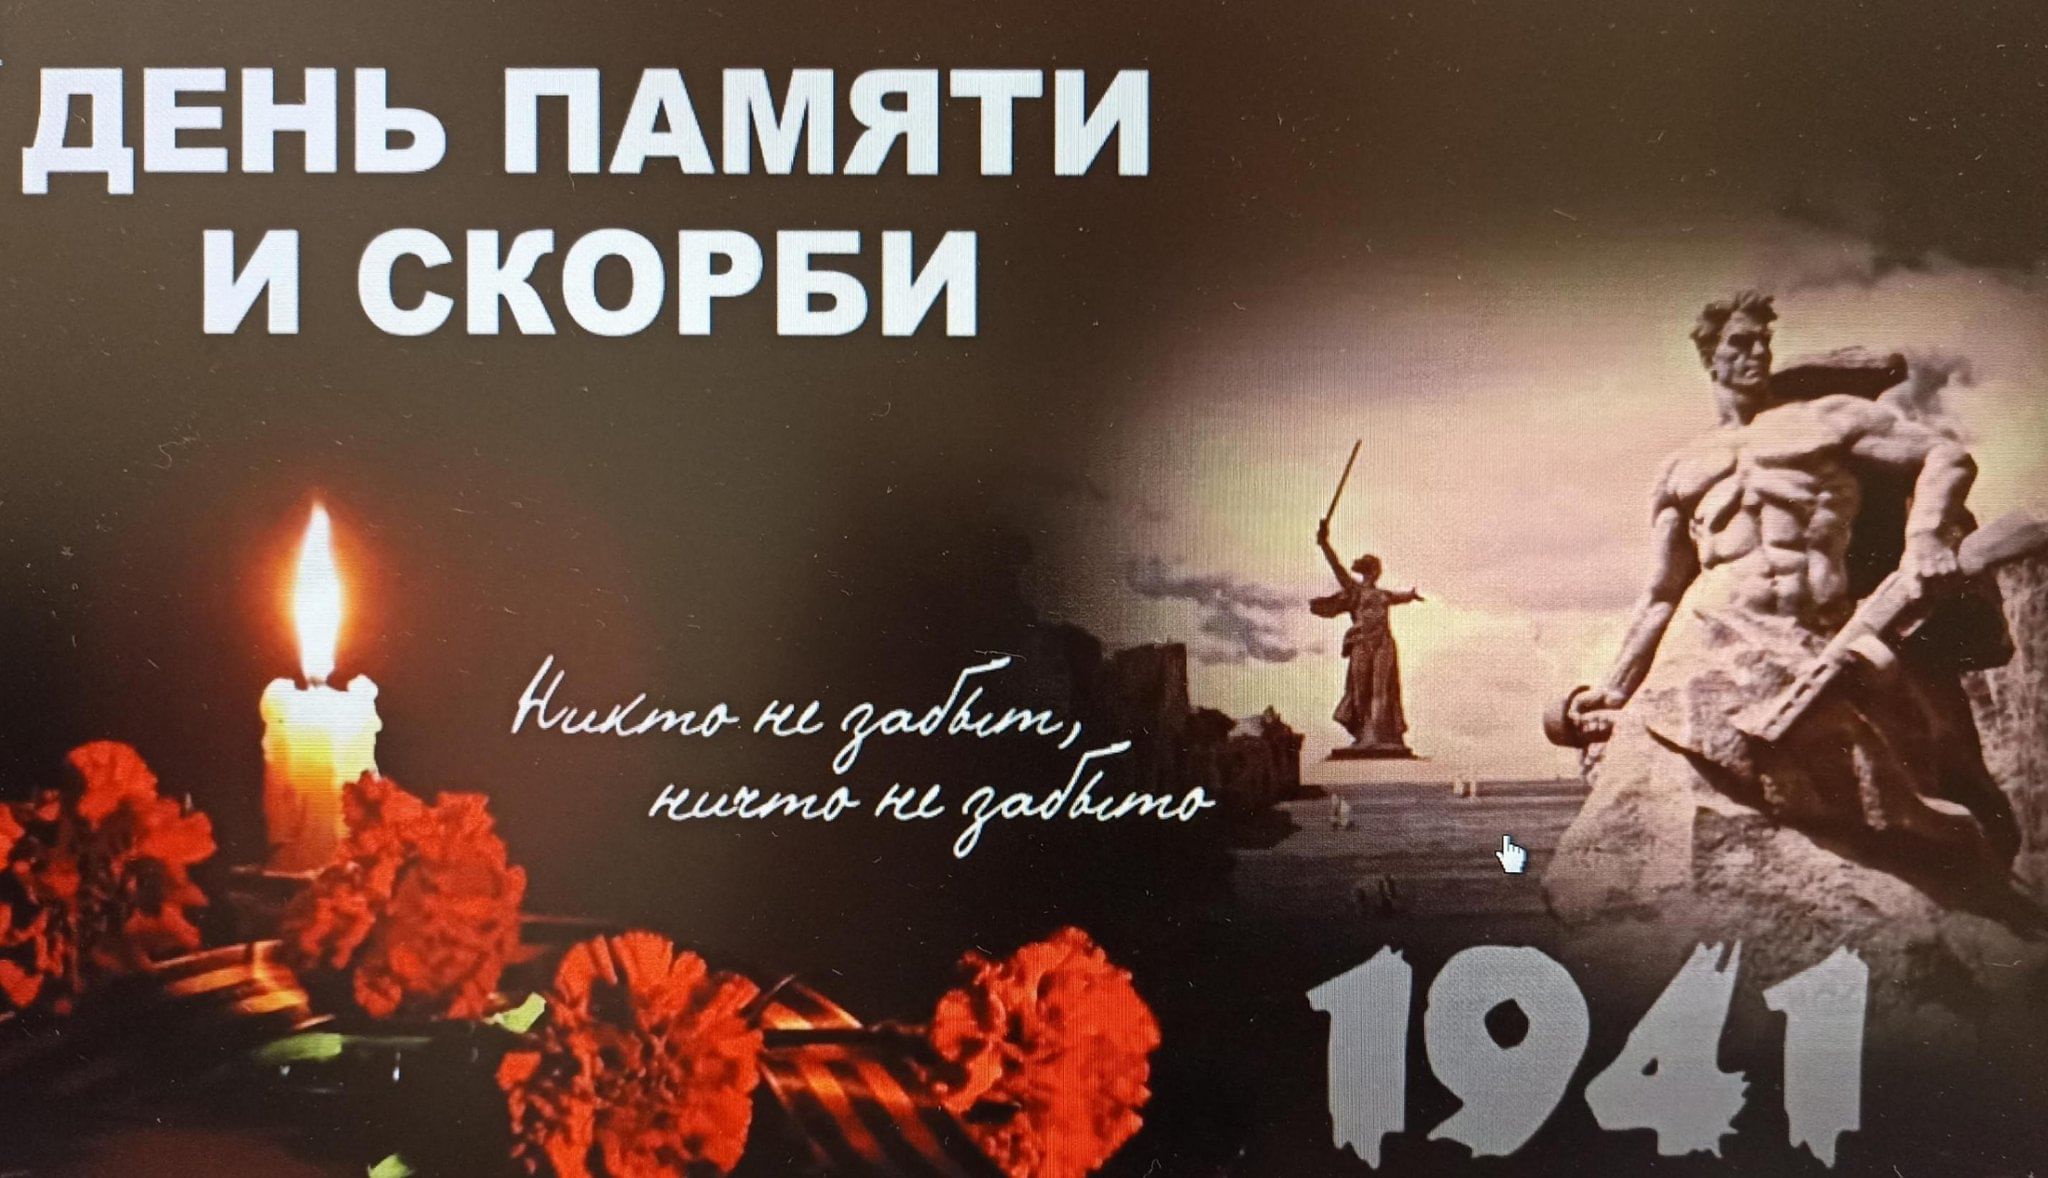 ДЕНЬ ПАМЯТИ
И СКОРБИ
Никто не забыт,
ничто не забыто
1941